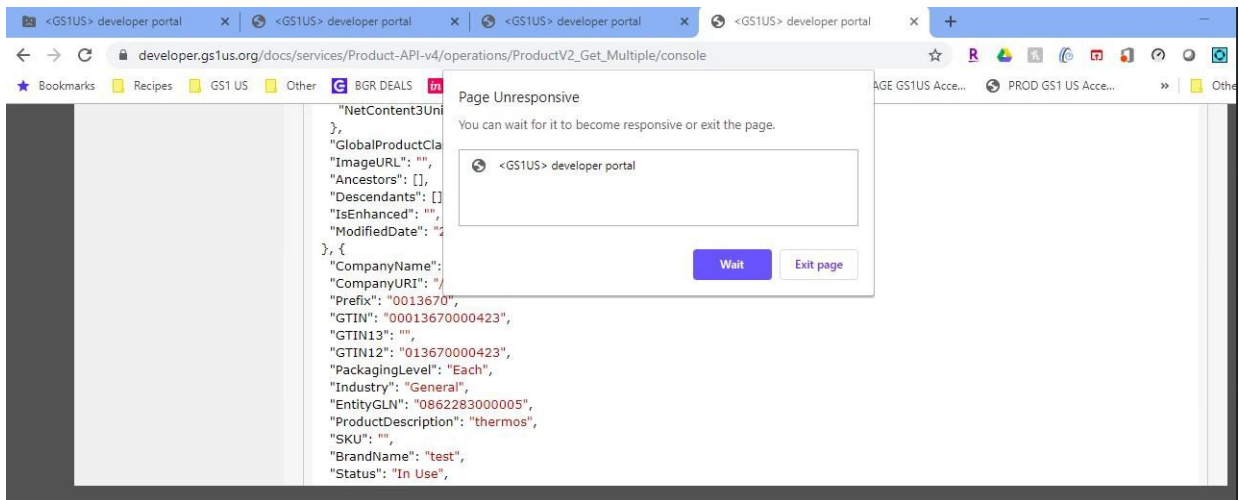 <GS1US> developer portal
<GS1US> developer portal
<GS1US> developer portal
<GS1US> developer portal
developer.gs1us.org/docs/services/Product-API-v4/operations/ProductV2_Get_Multiple/console
Bookmarks Recipes GS1 US Other BGR DEALS in AGE GS1US Acce... PROD GS1 US Acce... » Othe
Page Unresponsive
You can wait for it to become responsive or exit the page.
<GS1US> developer portal
Wait Exit page
"NetContent3Uni
},
"GlobalProductCla
"ImageURL": "",
"Ancestors": [],
"Descendants": []
"IsEnhanced": "",
"ModifiedDate": "2
}, {
"CompanyName":
"CompanyURI": "/
"Prefix": "0013670",
"GTIN": "00013670000423",
"GTIN13": "",
"GTIN12": "013670000423",
"PackagingLevel": "Each",
"Industry": "General",
"EntityGLN": "0862283000005",
"ProductDescription": "thermos",
"SKU": "",
"BrandName": "test",
"Status": "In Use",